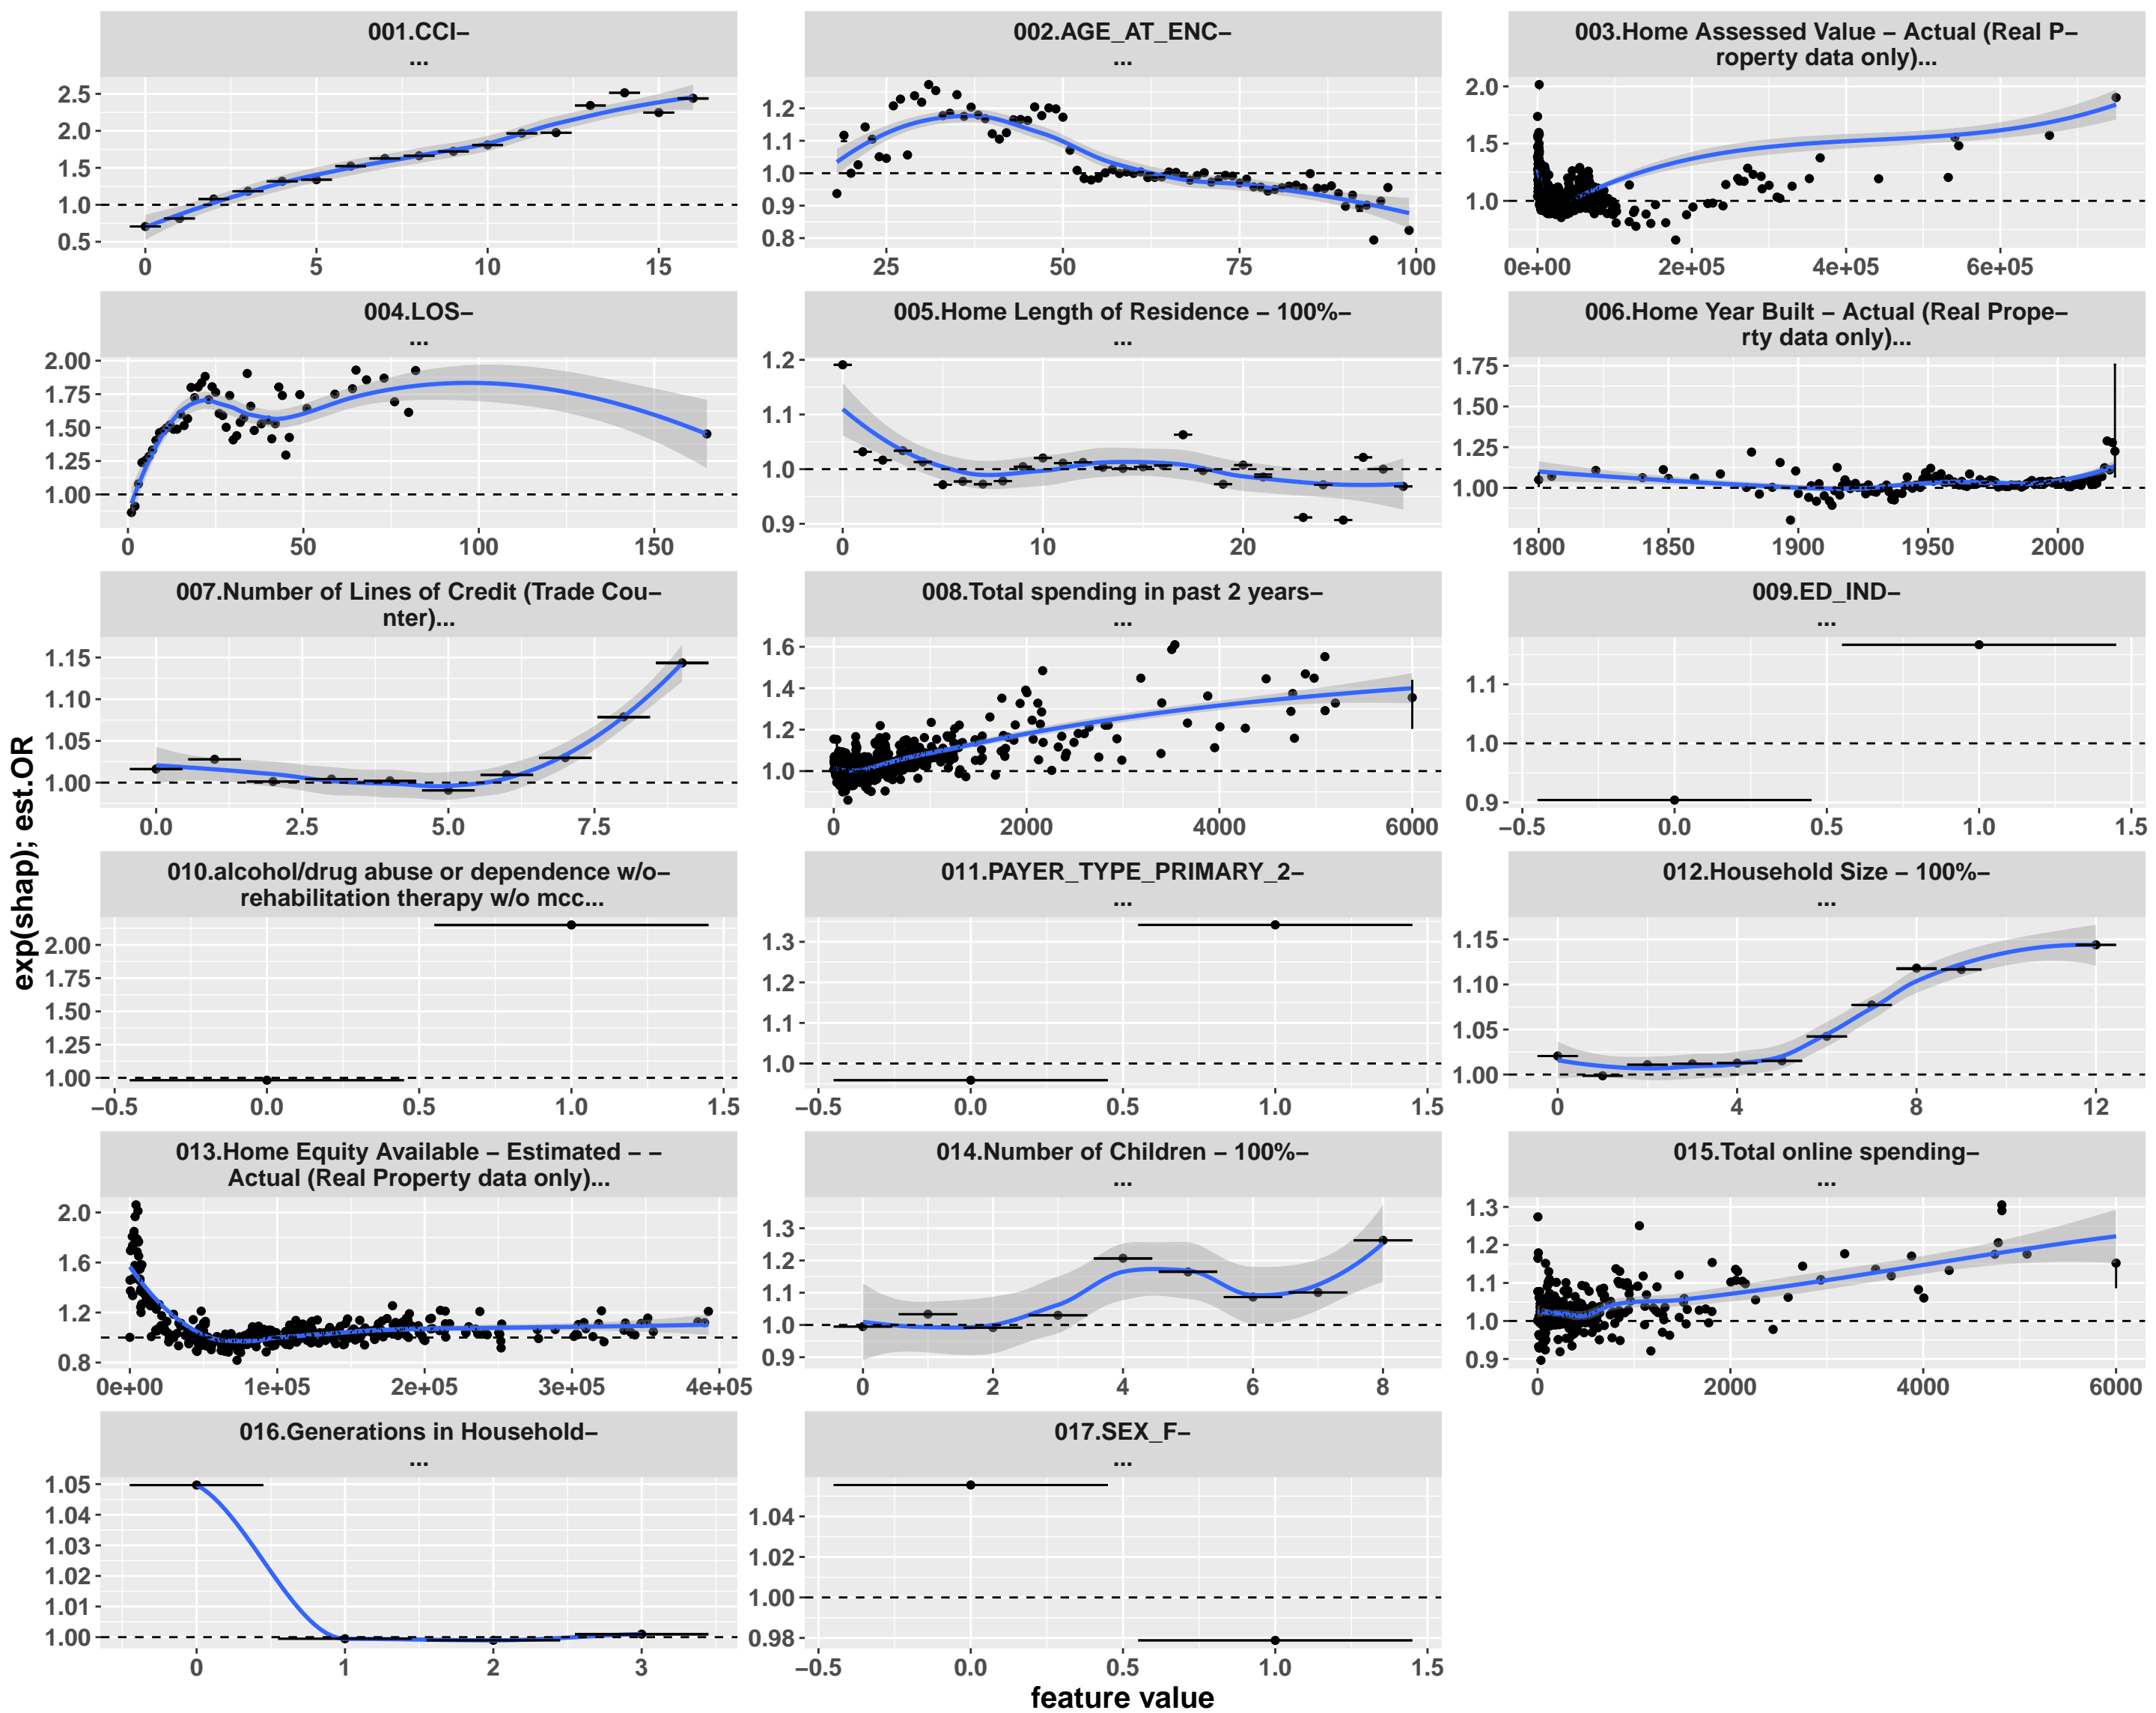 001.CCI–
...
002.AGE_AT_ENC–
...
003.Home Assessed Value – Actual (Real P–
roperty data only)...
2.5
2.0
1.5
1.0
0.5
0 5 10 15
1.2
1.1
1.0
0.9
0.8
25 50 75 100
2.0
1.5
1.0
0e+00 2e+05 4e+05 6e+05
004.LOS–
...
005.Home Length of Residence – 100%–
...
006.Home Year Built – Actual (Real Prope–
rty data only)...
2.00
1.75
1.50
1.25
1.00
0 50 100 150
1.2
1.1
1.0
0.9
0 10 20
1.75
1.50
1.25
1.00
1800 1850 1900 1950 2000
007.Number of Lines of Credit (Trade Cou–
nter)...
008.Total spending in past 2 years–
...
009.ED_IND–
...
1.15
1.10
1.05
1.00
0.0 2.5 5.0 7.5
1.6
1.4
1.2
1.0
0 2000 4000 6000
1.1
1.0
0.9
−0.5 0.0 0.5 1.0 1.5
exp(shap); est.OR
010.alcohol/drug abuse or dependence w/o–
rehabilitation therapy w/o mcc...
011.PAYER_TYPE_PRIMARY_2–
...
012.Household Size – 100%–
...
2.00
1.75
1.50
1.25
1.00
−0.5 0.0 0.5 1.0 1.5
1.3
1.2
1.1
1.0
−0.5 0.0 0.5 1.0 1.5
1.15
1.10
1.05
1.00
0 4 8 12
013.Home Equity Available – Estimated – –
Actual (Real Property data only)...
014.Number of Children – 100%–
...
015.Total online spending–
...
2.0
1.6
1.2
1.0
0.8
0e+00 1e+05 2e+05 3e+05 4e+05
1.3
1.2
1.1
1.0
0.9
0 2 4 6 8
1.3
1.2
1.1
1.0
0.9
0 2000 4000 6000
016.Generations in Household–
...
017.SEX_F–
...
1.05
1.04
1.03
1.02
1.01
1.00
0 1 2 3
1.04
1.02
1.00
0.98
−0.5 0.0 0.5 1.0 1.5
feature value